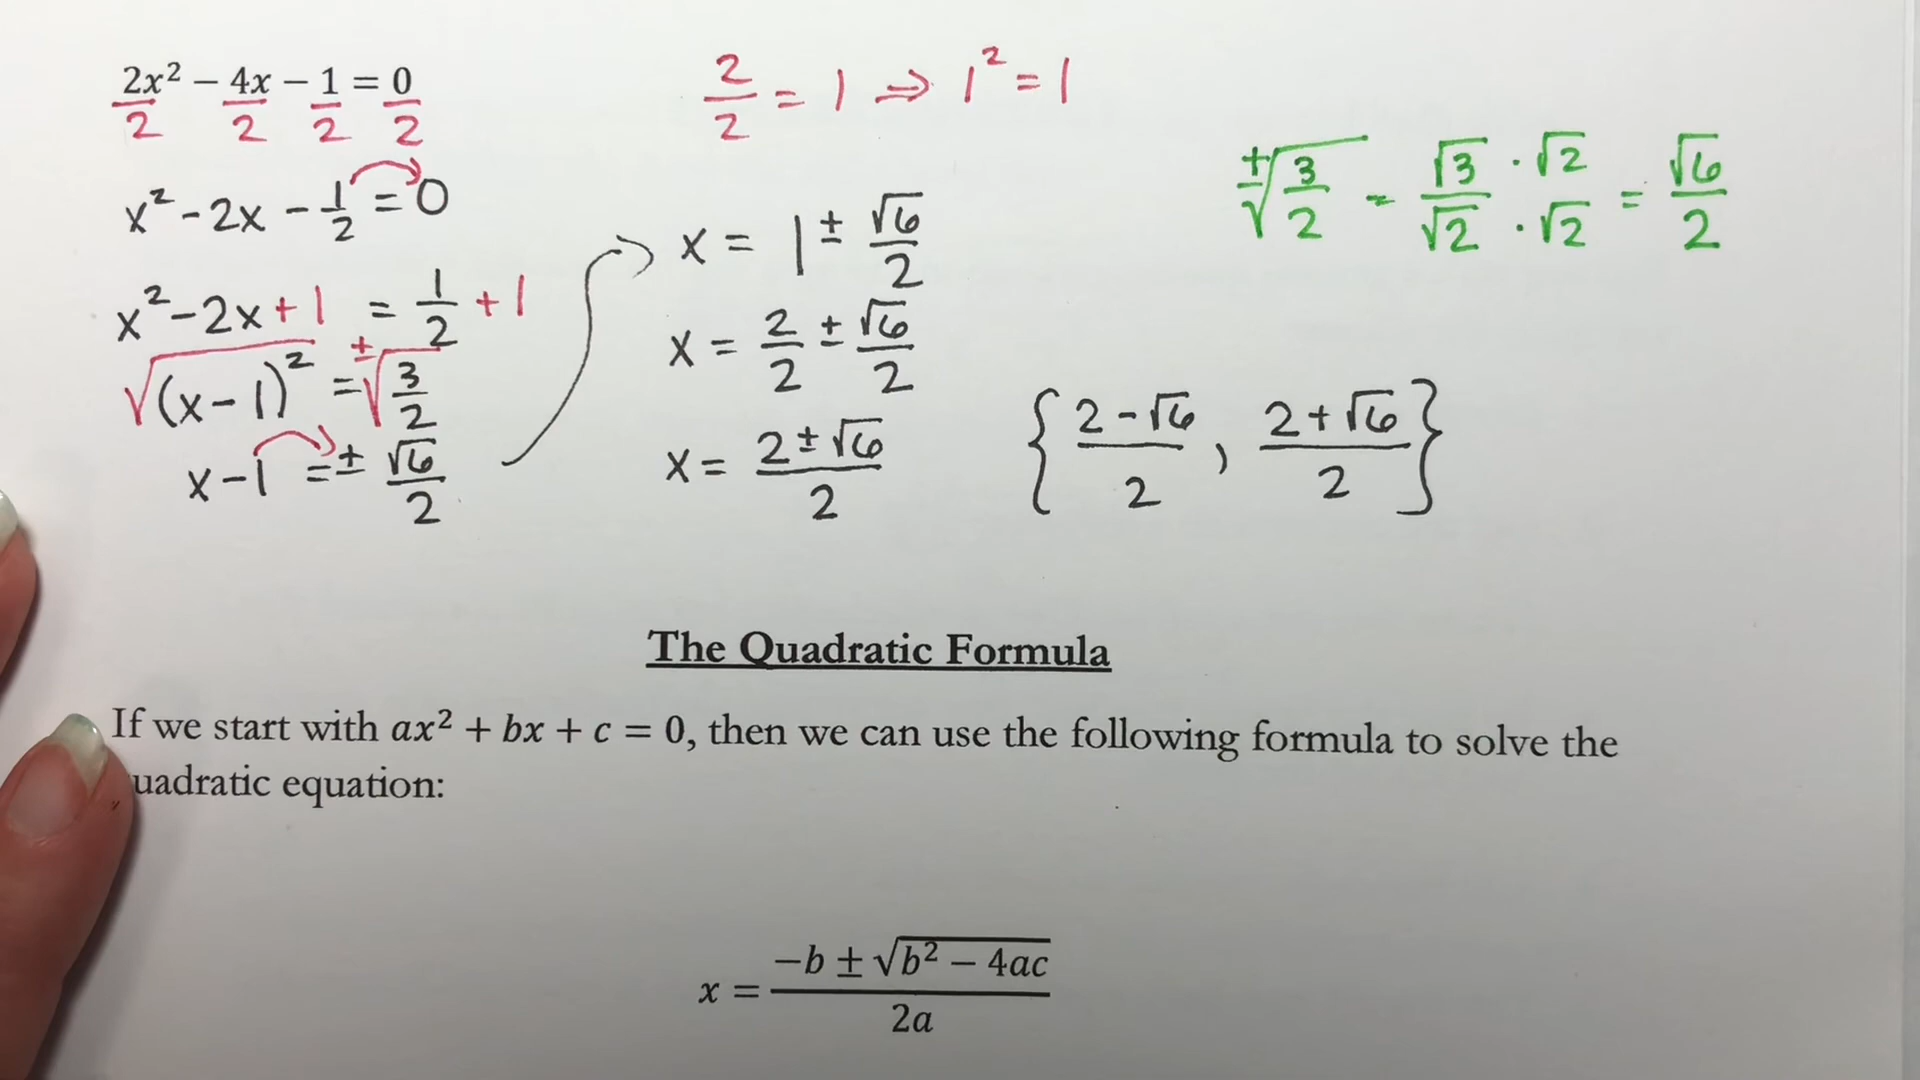 2x² − 4x − 1 = 0
2 2 2 2
x² - 2x - 1/2 = 0
x² - 2x + 1 = 1/2 + 1
√(x - 1)² = ±√3/2
x - 1 = ± √6/2
2/2 = 1 ⇒ 1² = 1
x = 1 ± √6/2
x = 2/2 ± √6/2
x = (2 ± √6)/2
±√3/2 = √3/√2 · √2/√2 = √6/2
{ (2 - √6)/2 , (2 + √6)/2 }
The Quadratic Formula
If we start with ax² + bx + c = 0, then we can use the following formula to solve the
uadratic equation:
x = (−b ± √(b² − 4ac))/2a